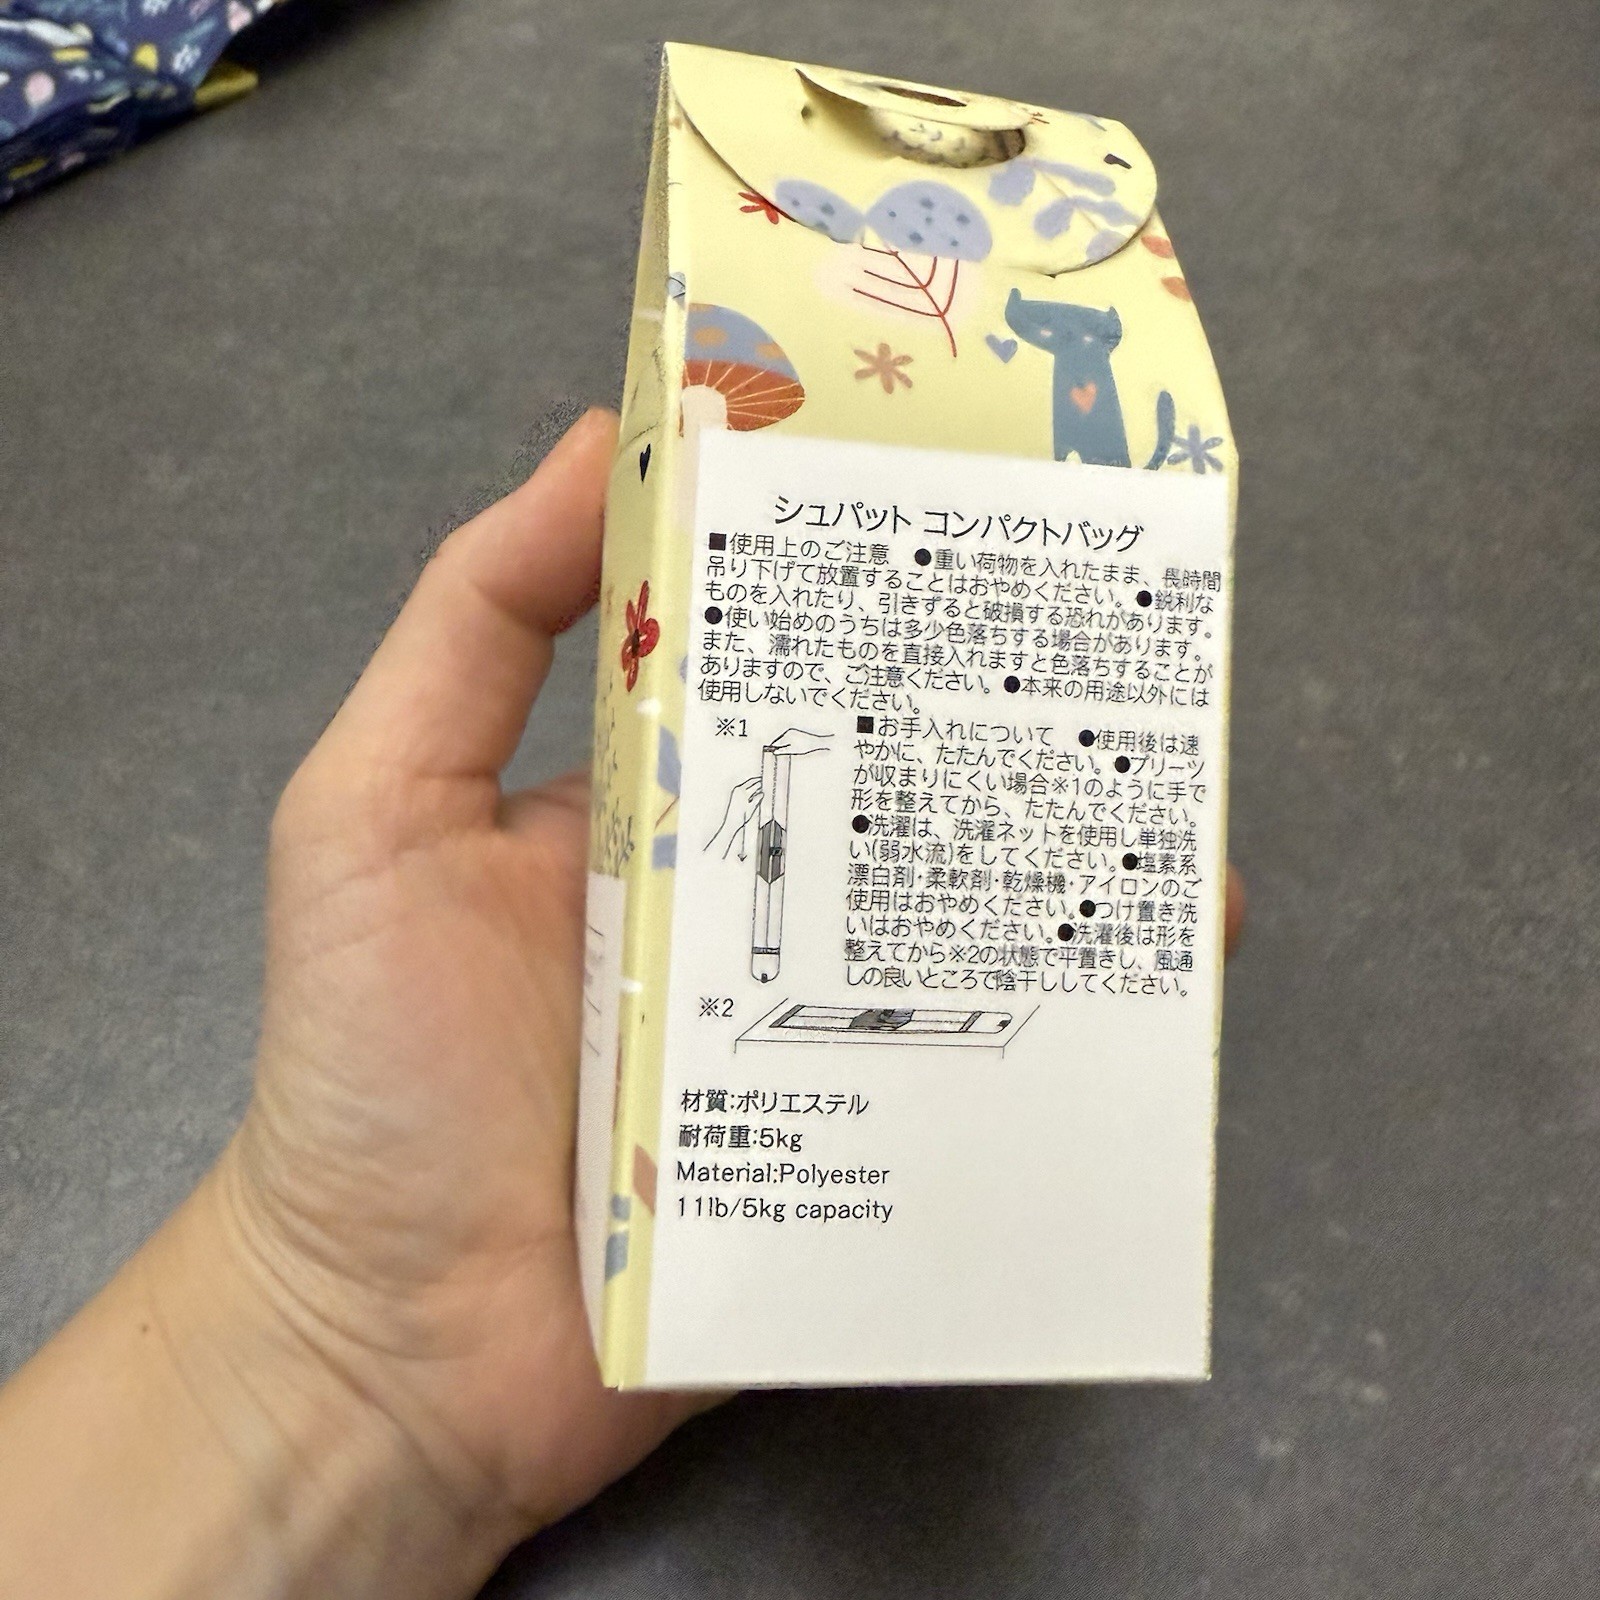 シュパット コンパクトバッグ
■使用上のご注意 ●重い荷物を入れたまま、長時間
吊り下げて放置することはおやめください。●鋭利な
ものを入れたり、引きずると破損する恐れがあります。
●使い始めのうちは多少色落ちする場合があります。
また、濡れたものを直接入れますと色落ちすることが
ありますので、ご注意ください。●本来の用途以外には
使用しないでください。
※1
■お手入れについて ●使用後は速
やかに、たたんでください。●プリーツ
が収まりにくい場合※1のように手で
形を整えてから、たたんでください。
●洗濯は、洗濯ネットを使用し単独洗
い(弱水流)をしてください。●塩素系
漂白剤・柔軟剤・乾燥機・アイロンのご
使用はおやめください。●つけ置き洗
いはおやめください。●洗濯後は形を
整えてから※2の状態で平置きし、風通
しの良いところで陰干ししてください。
※2
材質:ポリエステル
耐荷重:5kg
Material:Polyester
11lb/5kg capacity